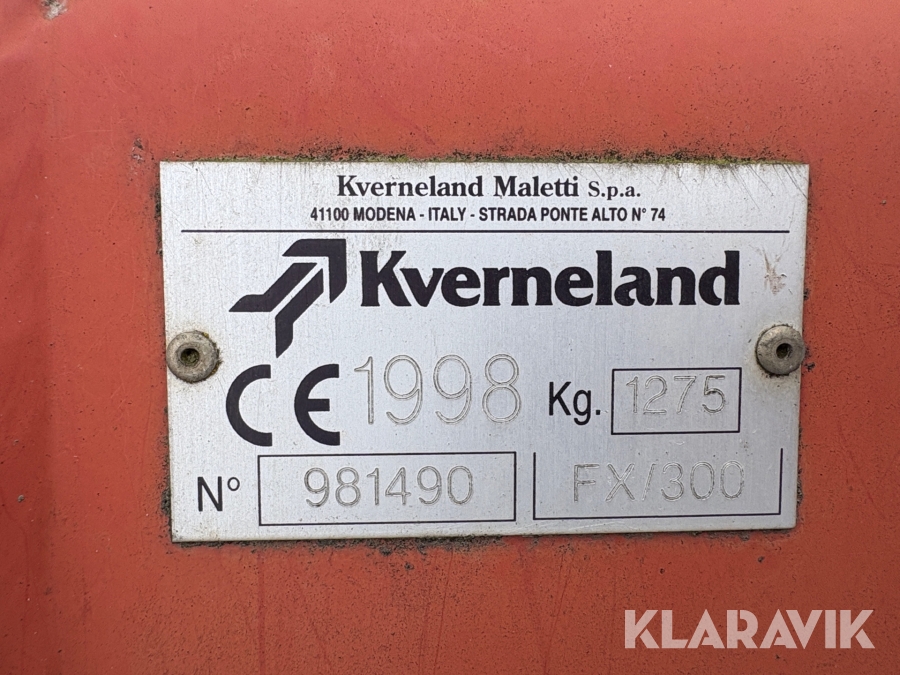 Kverneland Maletti S.p.a.
41100 MODENA - ITALY - STRADA PONTE ALTO N° 74
Kverneland
CE 1998 Kg. 1275
N° 981490 FX/300
KLARAVIK